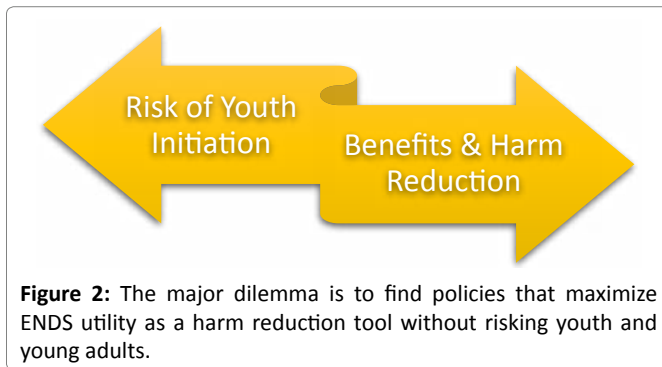 Risk of Youth
Initiation
Benefits & Harm
Reduction
Figure 2: The major dilemma is to find policies that maximize
ENDS utility as a harm reduction tool without risking youth and
young adults.